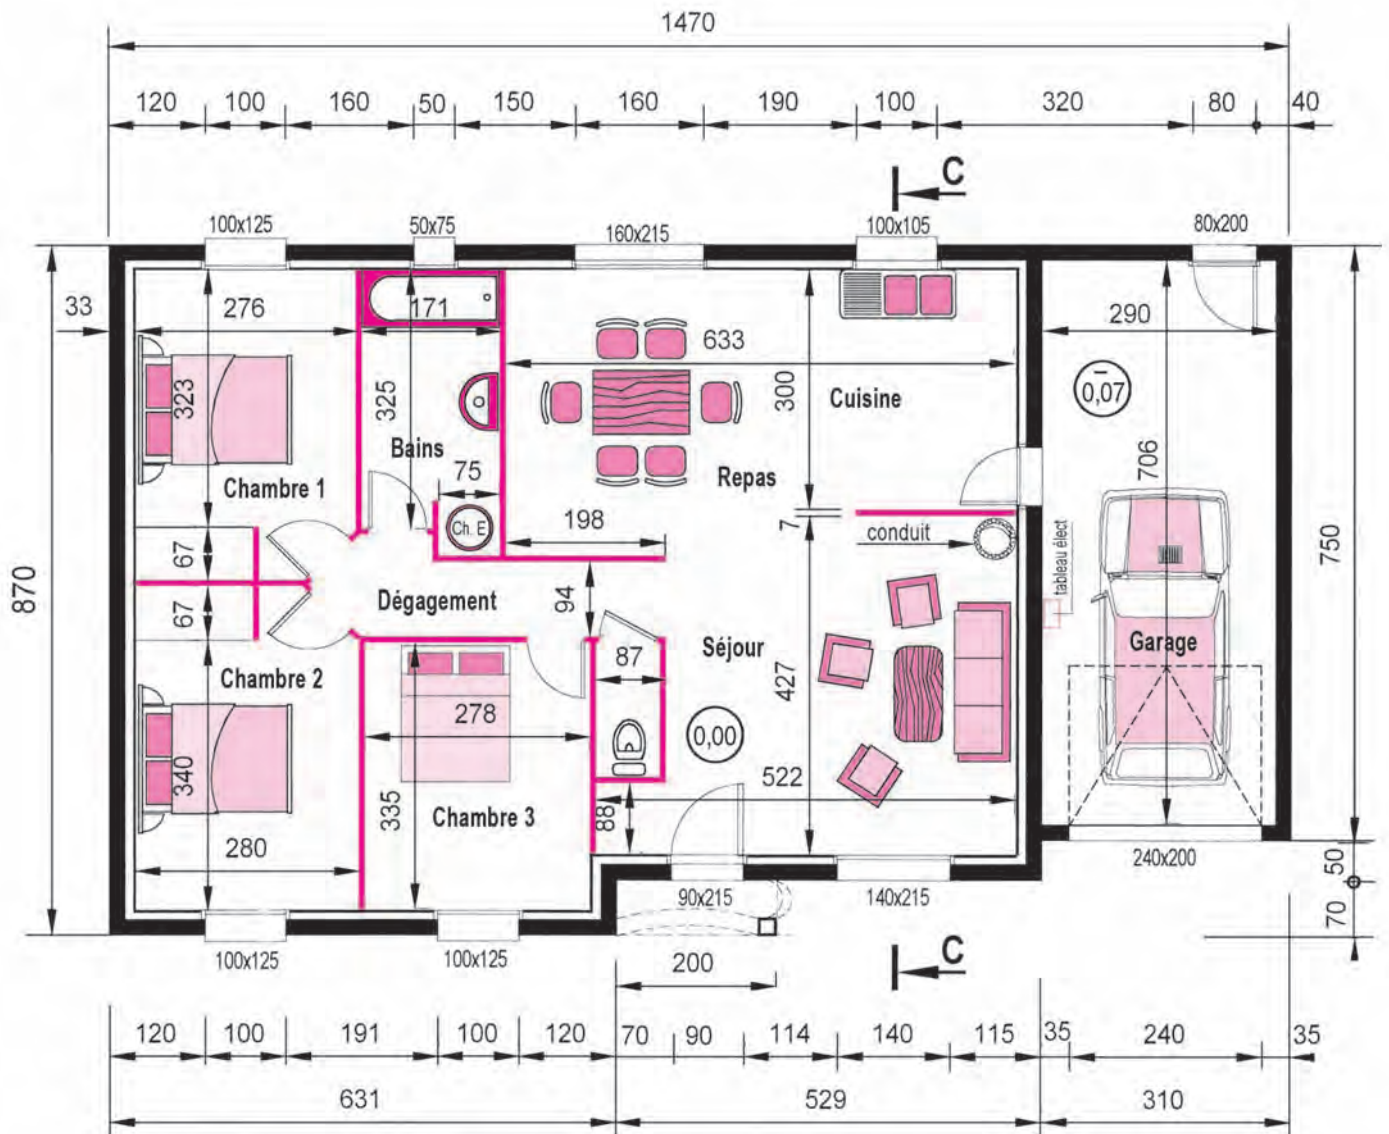 1470
120 100 160 50 150 160 190 100 320 80 40
C
100x125 50x75 160x215 100x105 80x200
33 276 171 633 290
323 325 300 0,07
Cuisine
Bains
75 Repas 706
Chambre 1
Ch. E
198 7 conduit
tableau élect
67
870 750
Dégagement 94
67
Séjour Garage
87
Chambre 2 427
278 0,00
340 522
335 Chambre 3 88
280 240x200 50
90x215 140x215
70
100x125 100x125 C
200
120 100 191 100 120 70 90 114 140 115 35 240 35
631 529 310